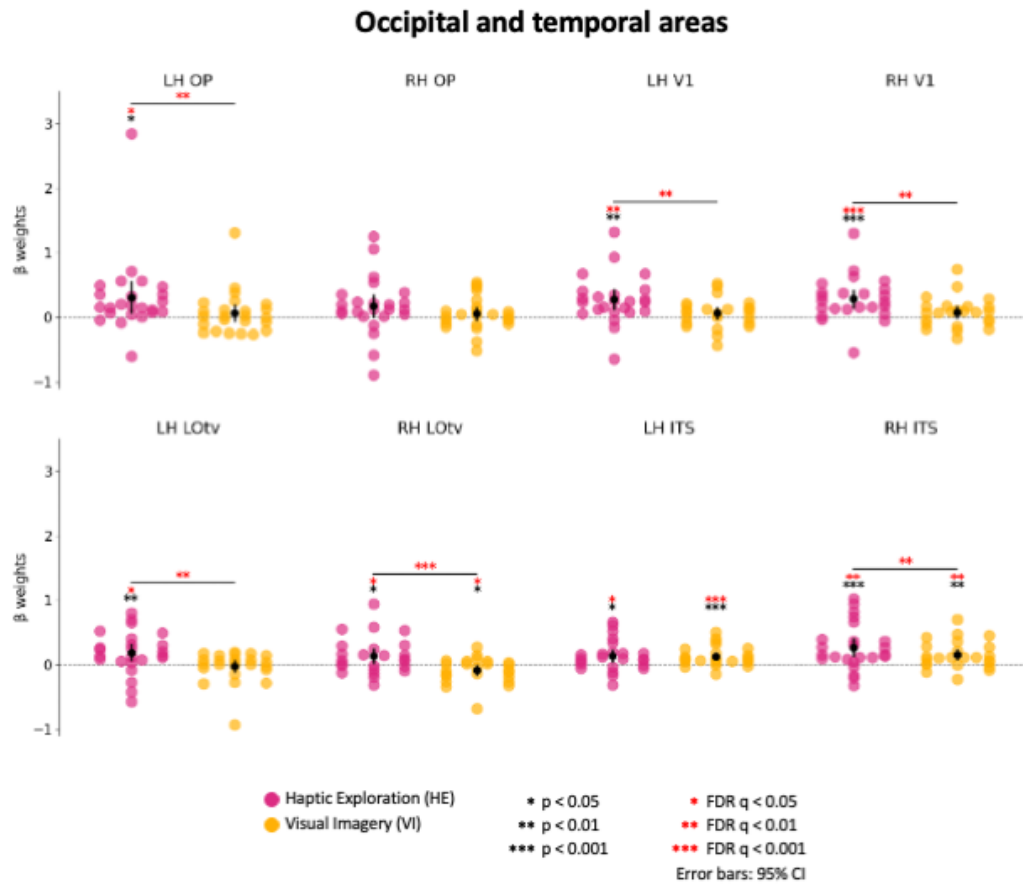 Occipital and temporal areas
LH OP RH OP LH V1 RH V1
* ** *
3
2
1
0
−1
β weights
** ** ** ** *** *** **
LH LOtv RH LOtv LH ITS RH ITS
3
2
1
0
−1
β weights
* ** ** * * *** * * * * *** *** ** *** ** ** **
Haptic Exploration (HE) * p < 0.05 * FDR q < 0.05
Visual Imagery (VI) ** p < 0.01 ** FDR q < 0.01
*** p < 0.001 *** FDR q < 0.001
Error bars: 95% CI